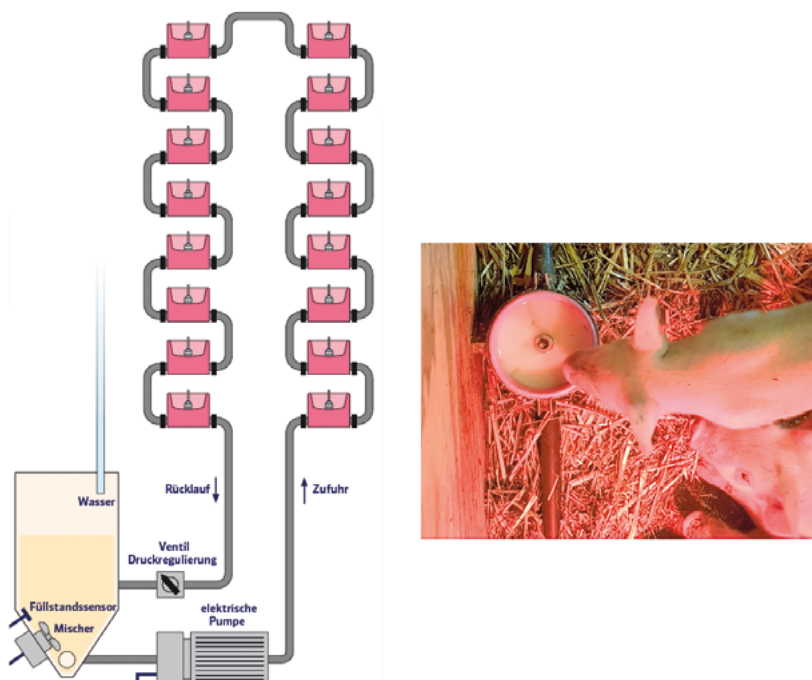 Wasser
Rücklauf
Zufuhr
Ventil
Druckregulierung
Füllstandssensor
Mischer
elektrische
Pumpe